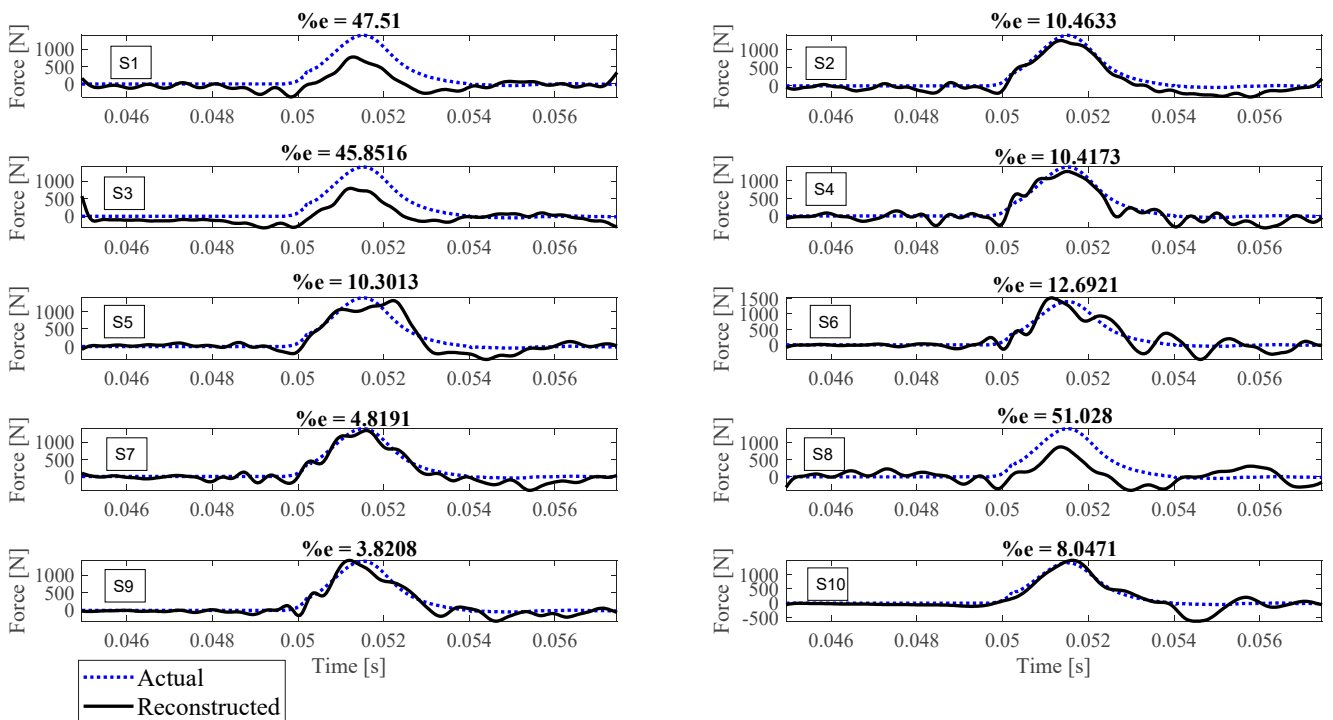 %e = 47.51
Force [N]
1000
500
0
S1
0.046 0.048 0.05 0.052 0.054 0.056
%e = 10.4633
Force [N]
1000
500
0
S2
0.046 0.048 0.05 0.052 0.054 0.056
%e = 45.8516
Force [N]
1000
500
0
S3
0.046 0.048 0.05 0.052 0.054 0.056
%e = 10.4173
Force [N]
1000
500
0
S4
0.046 0.048 0.05 0.052 0.054 0.056
%e = 10.3013
Force [N]
1000
500
0
S5
0.046 0.048 0.05 0.052 0.054 0.056
%e = 12.6921
Force [N]
1500
1000
500
0
S6
0.046 0.048 0.05 0.052 0.054 0.056
%e = 4.8191
Force [N]
1000
500
0
S7
0.046 0.048 0.05 0.052 0.054 0.056
%e = 51.028
Force [N]
1000
500
0
S8
0.046 0.048 0.05 0.052 0.054 0.056
%e = 3.8208
Force [N]
1000
500
0
S9
0.046 0.048 0.05 0.052 0.054 0.056
Time [s]
%e = 8.0471
Force [N]
1000
500
0
-500
S10
0.046 0.048 0.05 0.052 0.054 0.056
Time [s]
Actual
Reconstructed